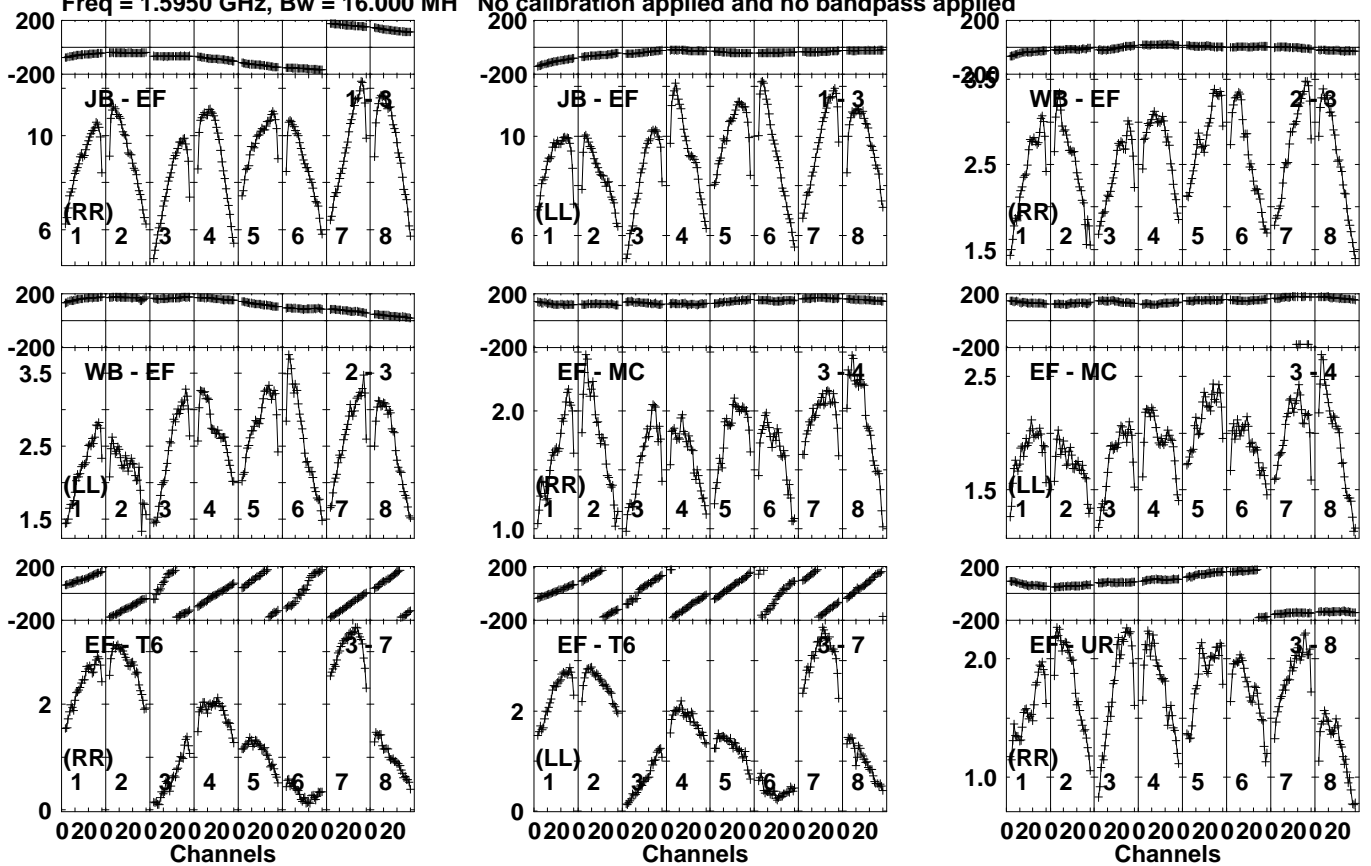 Freq = 1.5950 GHz, Bw = 16.000 MH No calibration applied and no bandpass applied
200
-200
JB - EF 1 - 3
10
6
(RR)
1 2 3 4 5 6 7 8
200
-200
JB - EF 1 - 3
10
6
(LL)
1 2 3 4 5 6 7 8
200
-200
3.5
WB - EF 2 - 3
2.5
1.5
(RR)
1 2 3 4 5 6 7 8
200
-200
3.5
WB - EF 2 - 3
2.5
1.5
(LL)
1 2 3 4 5 6 7 8
200
-200
EF - MC 3 - 4
2.0
1.0
(RR)
1 2 3 4 5 6 7 8
200
-200
2.5
EF - MC 3 - 4
1.5
(LL)
1 2 3 4 5 6 7 8
200
-200
EF - T6 3 - 7
2
0
(RR)
1 2 3 4 5 6 7 8
0 20 0 20 0 20 0 20 0 20 0 20 0 20 0 20
Channels
200
-200
EF - T6 3 - 7
2
0
(LL)
1 2 3 4 5 6 7 8
0 20 0 20 0 20 0 20 0 20 0 20 0 20 0 20
Channels
200
-200
EF - UR 3 - 8
2.0
1.0
(RR)
1 2 3 4 5 6 7 8
0 20 0 20 0 20 0 20 0 20 0 20 0 20 0 20
Channels